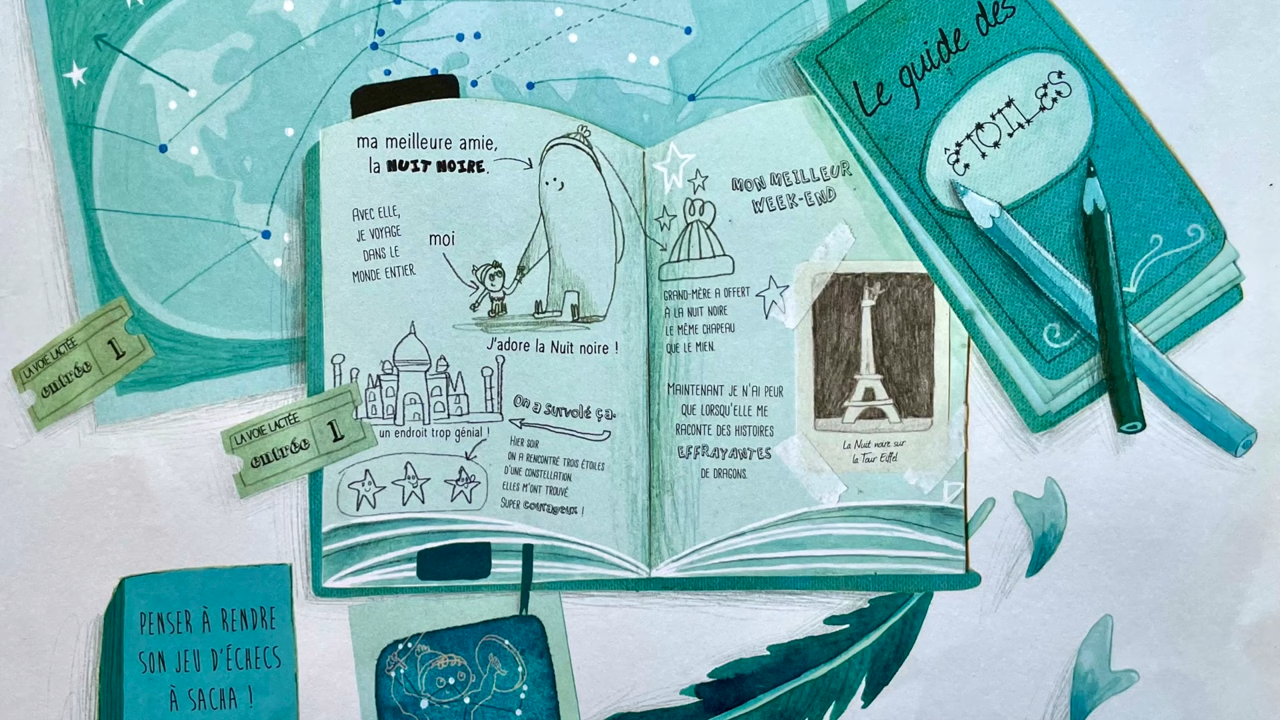 Le guide des
ÉTOILES
ma meilleure amie,
la NUIT NOIRE.
AVEC ELLE,
JE VOYAGE
DANS LE
MONDE ENTIER.
moi
J'adore la Nuit noire !
On a survolé ça.
un endroit trop génial !
HIER SOIR
ON A RENCONTRÉ TROIS ÉTOILES
D'UNE CONSTELLATION.
ELLES M'ONT TROUVÉ
SUPER courageux !
MON MEILLEUR
WEEK-END
GRAND-MÈRE A OFFERT
À LA NUIT NOIRE
LE MÊME CHAPEAU
QUE LE MIEN.
MAINTENANT JE N'AI PEUR
QUE LORSQU'ELLE ME
RACONTE DES HISTOIRES
EFFRAYANTES
DE DRAGONS.
La Nuit noire sur
la Tour Eiffel
LA VOIE LACTÉE
entrée 1
LA VOIE LACTÉE
entrée 1
PENSER À RENDRE
SON JEU D'ÉCHECS
À SACHA !